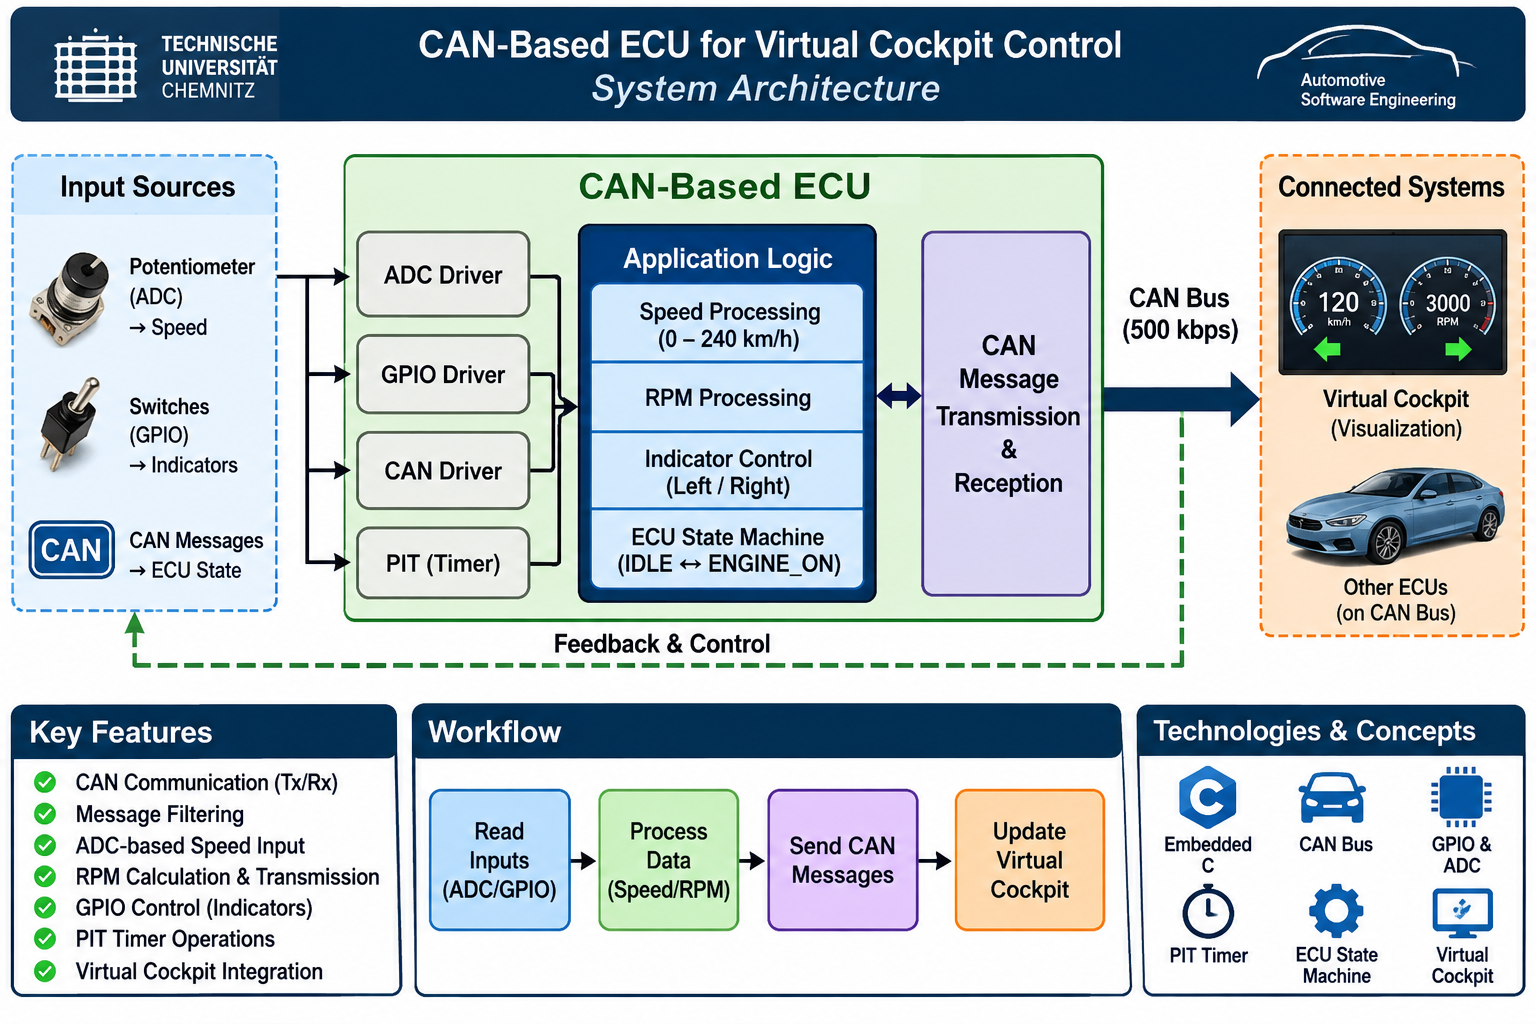 TECHNISCHE
UNIVERSITÄT
CHEMNITZ
CAN-Based ECU for Virtual Cockpit Control
System Architecture
Automotive
Software Engineering
Input Sources
Potentiometer
(ADC)
→ Speed
Switches
(GPIO)
→ Indicators
CAN
CAN Messages
→ ECU State
CAN-Based ECU
ADC Driver
GPIO Driver
CAN Driver
PIT (Timer)
Application Logic
Speed Processing
(0 – 240 km/h)
RPM Processing
Indicator Control
(Left / Right)
ECU State Machine
(IDLE ↔ ENGINE_ON)
CAN
Message
Transmission
&
Reception
CAN Bus
(500 kbps)
Connected Systems
120
km/h
3000
RPM
Virtual Cockpit
(Visualization)
Other ECUs
(on CAN Bus)
Feedback & Control
Key Features
CAN Communication (Tx/Rx)
Message Filtering
ADC-based Speed Input
RPM Calculation & Transmission
GPIO Control (Indicators)
PIT Timer Operations
Virtual Cockpit Integration
Workflow
Read
Inputs
(ADC/GPIO)
Process
Data
(Speed/RPM)
Send CAN
Messages
Update
Virtual
Cockpit
Technologies & Concepts
C
Embedded
C
CAN Bus
GPIO &
ADC
PIT Timer
ECU State
Machine
Virtual
Cockpit